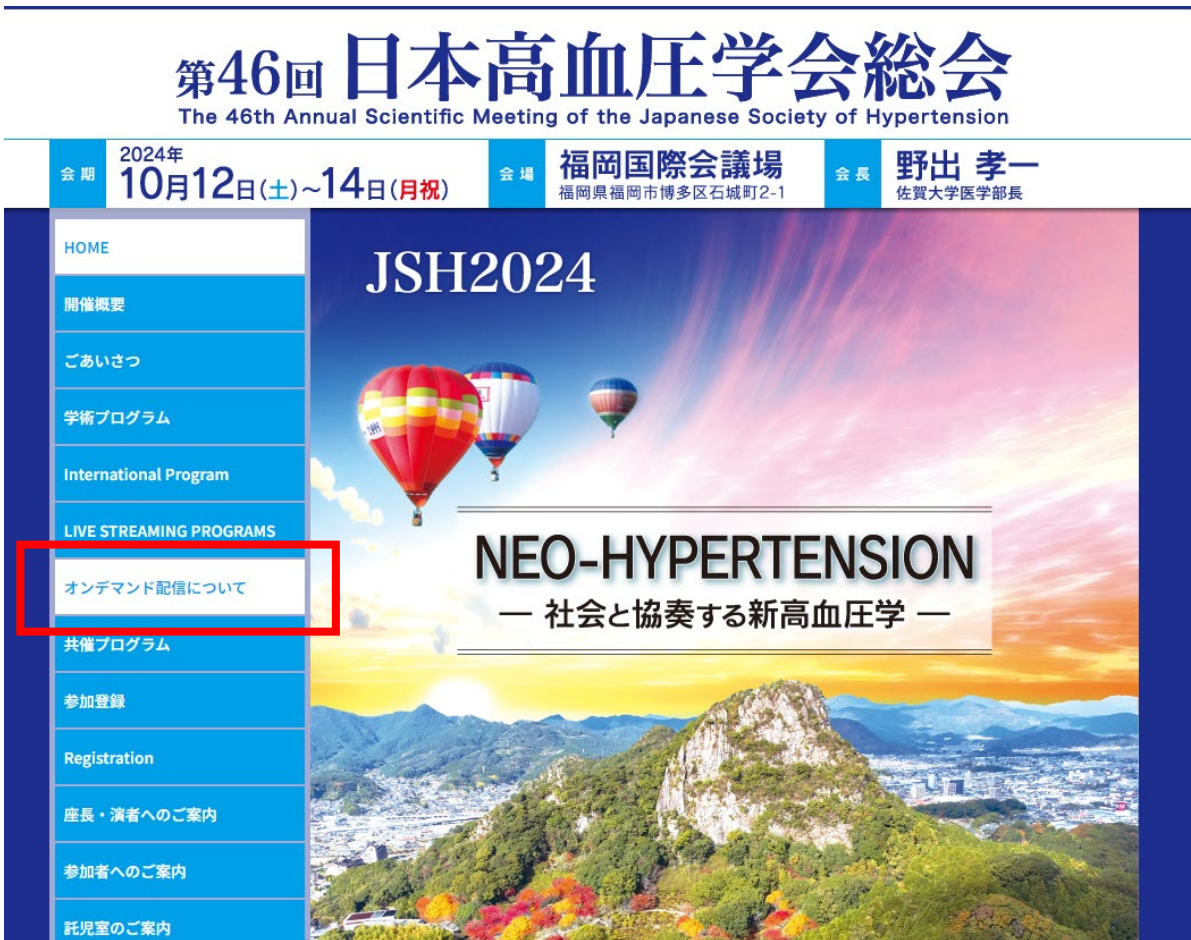 第46回 日本高血圧学会総会
The 46th Annual Scientific Meeting of the Japanese Society of Hypertension
会期
2024年
10月12日(土)~14日(月祝)
会場
福岡国際会議場
福岡県福岡市博多区石城町2-1
会長
野出 孝一
佐賀大学医学部長
HOME
開催概要
ごあいさつ
学術プログラム
International Program
LIVE STREAMING PROGRAMS
オンデマンド配信について
共催プログラム
参加登録
Registration
座長・演者へのご案内
参加者へのご案内
託児室のご案内
JSH2024
NEO-HYPERTENSION
― 社会と協奏する新高血圧学 ―